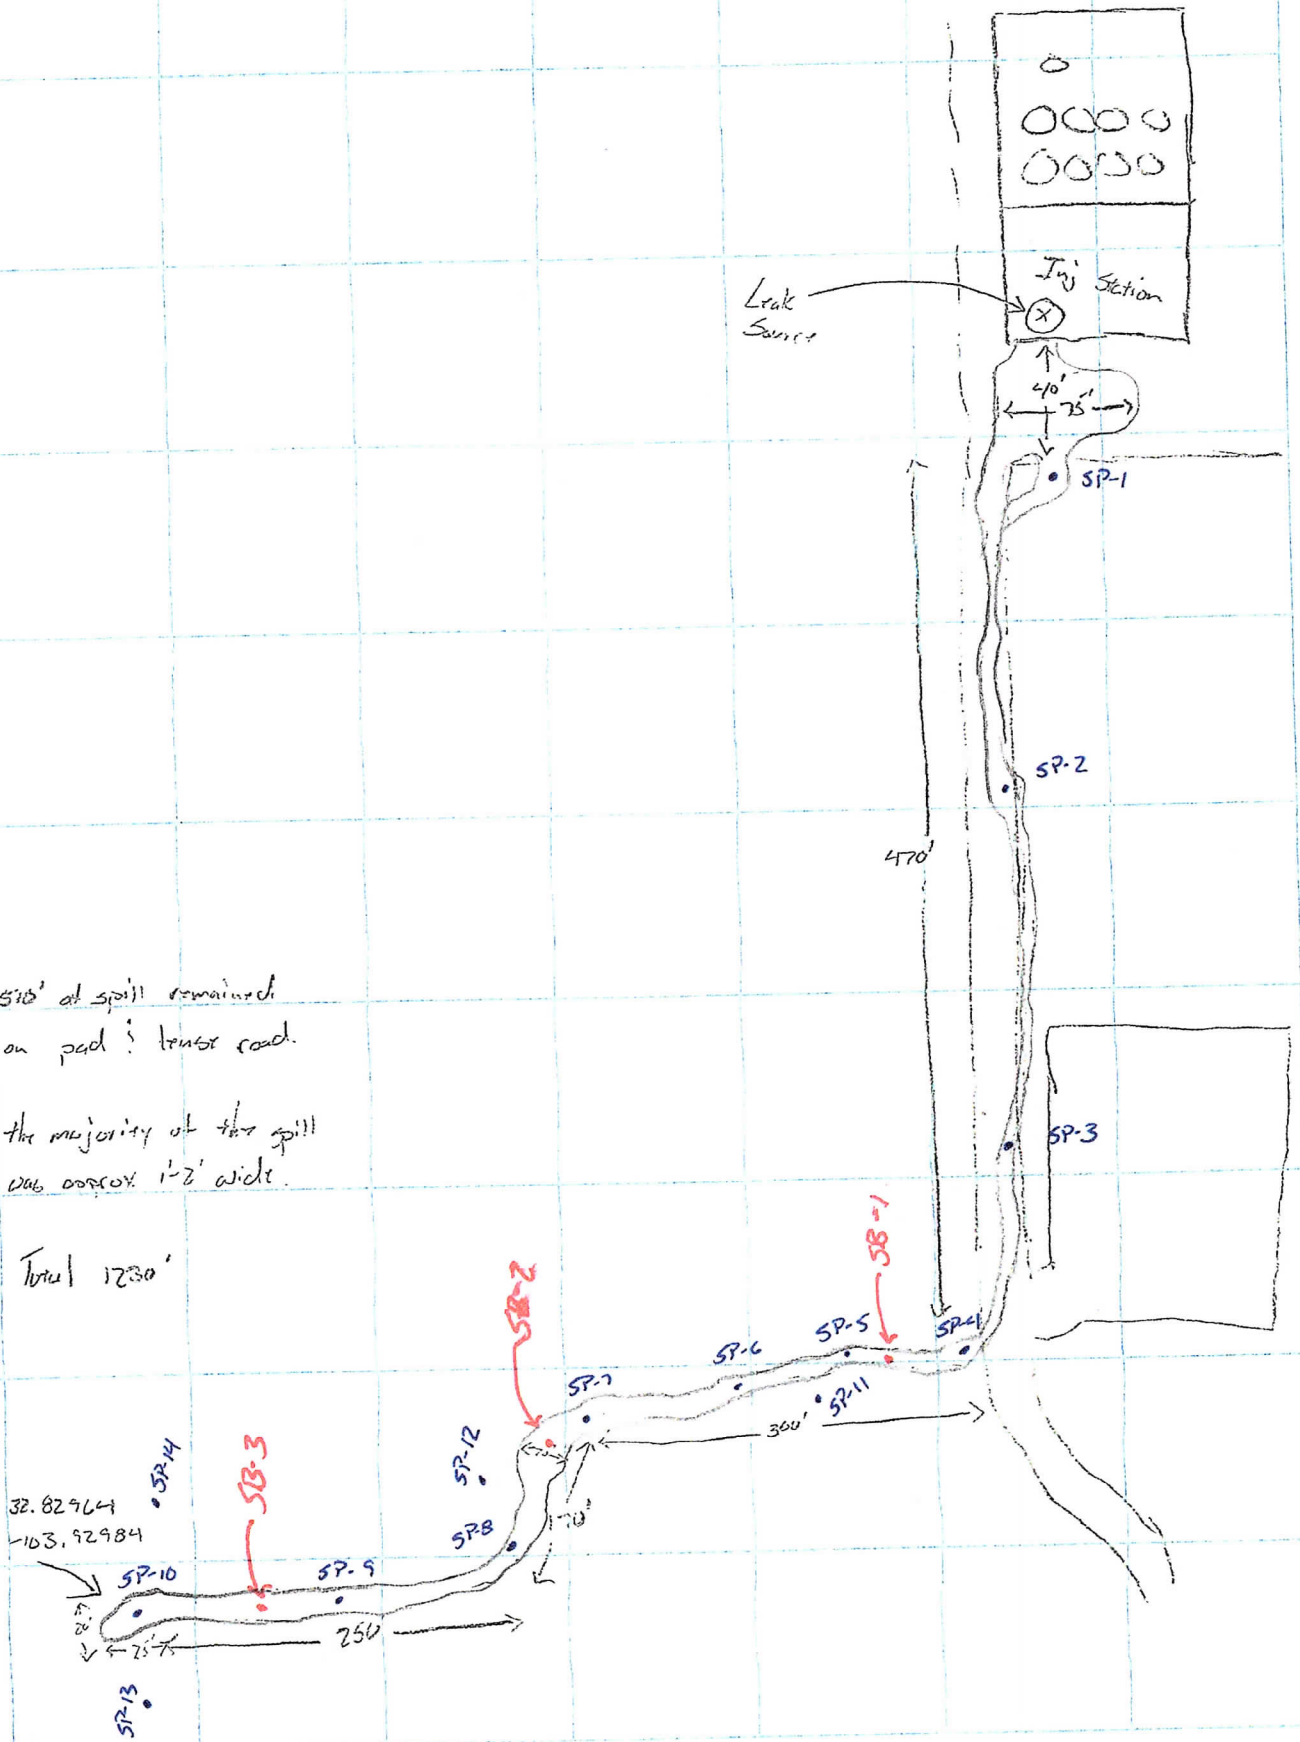 Inj Station
Leak
Source
X
40'
75'
SP-1
SP-2
470'
510' of spill remained
on pad & lease road.
SP-3
the majority of the spill
was approx. 1'-2' wide.
Total 1230'
SB-1
SB-2
SP-4
SP-5
SP-6
SP-7
SP-11
300'
SP-12
SP-14
SB-3
70'
32.82964
-103.92984
SP-8
SP-9
SP-10
20'
25'
250'
SP-13